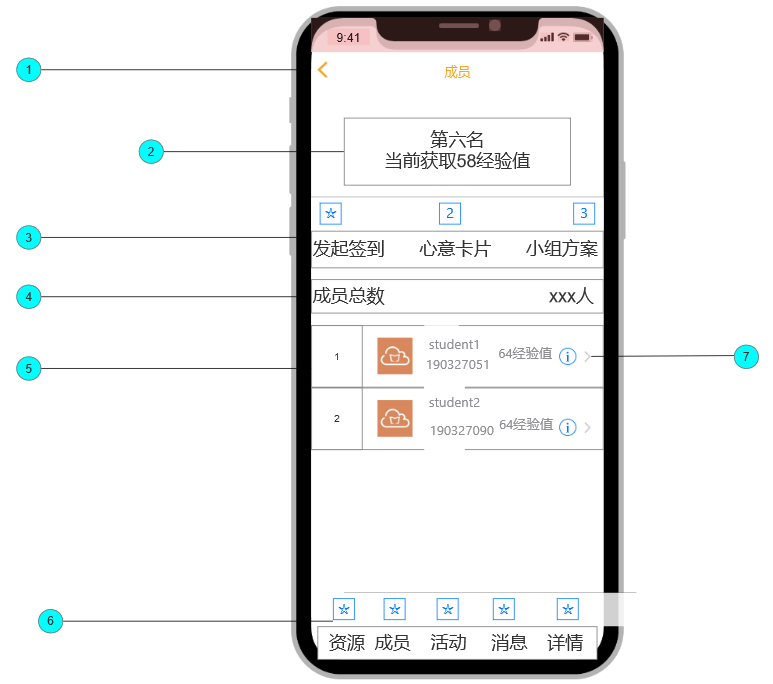 9:41
1
成员
2
第六名
当前获取58经验值
2
3
3
发起签到
心意卡片
小组方案
4
成员总数
xxx人
5
1
student1
190327051
64经验值
7
2
student2
190327090
64经验值
6
资源
成员
活动
消息
详情